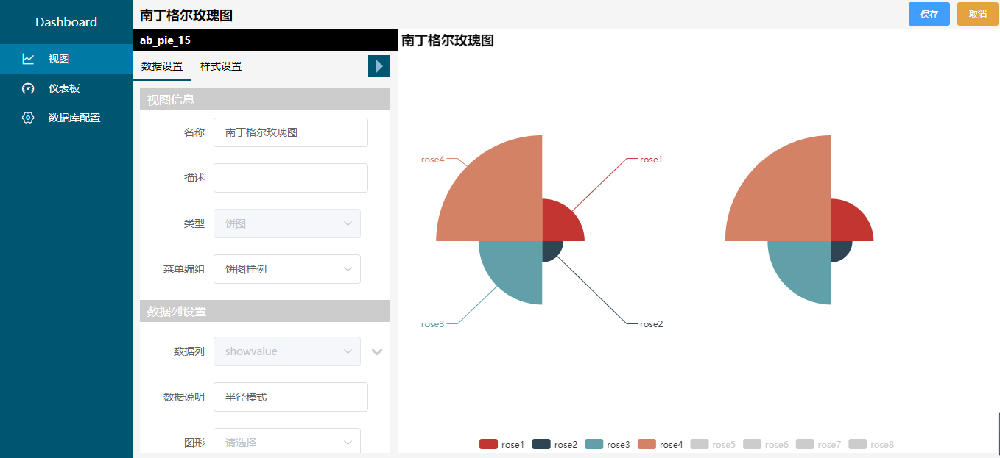 Dashboard
视图
仪表板
数据库配置
南丁格尔玫瑰图
保存
取消
ab_pie_15
数据设置 样式设置
视图信息
名称 南丁格尔玫瑰图
描述
类型 饼图
菜单编组 饼图样例
数据列设置
数据列 showvalue
数据说明 半径模式
图形 请选择
南丁格尔玫瑰图
rose4 rose1
rose3 rose2
rose1 rose2 rose3 rose4 rose5 rose6 rose7 rose8